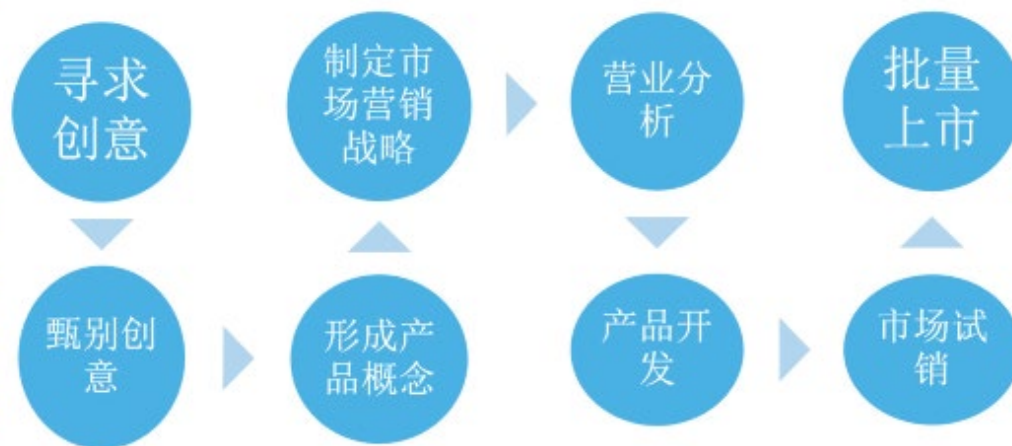 寻求
创意
制定市
场营销
战略
营业分
析
批量
上市
甄别创
意
形成产
品概念
产品开
发
市场试
销